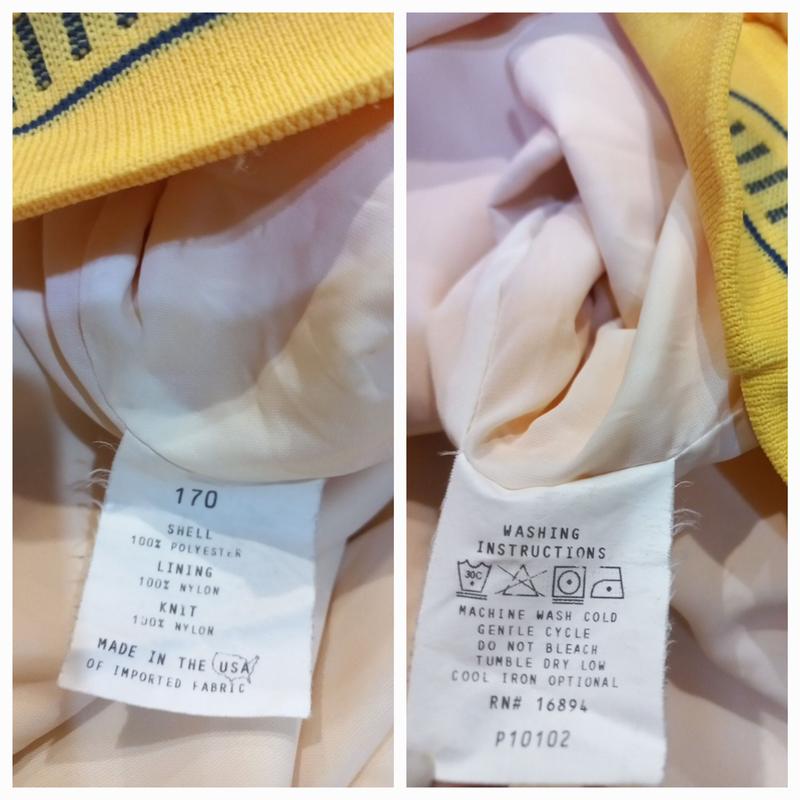 170
SHELL
100% POLYESTER
LINING
100% NYLON
KNIT
100% NYLON
MADE IN THE USA
OF IMPORTED FABRIC
WASHING
INSTRUCTIONS
30C
MACHINE WASH COLD
GENTLE CYCLE
DO NOT BLEACH
TUMBLE DRY LOW
COOL IRON OPTIONAL
RN# 16894
P10102